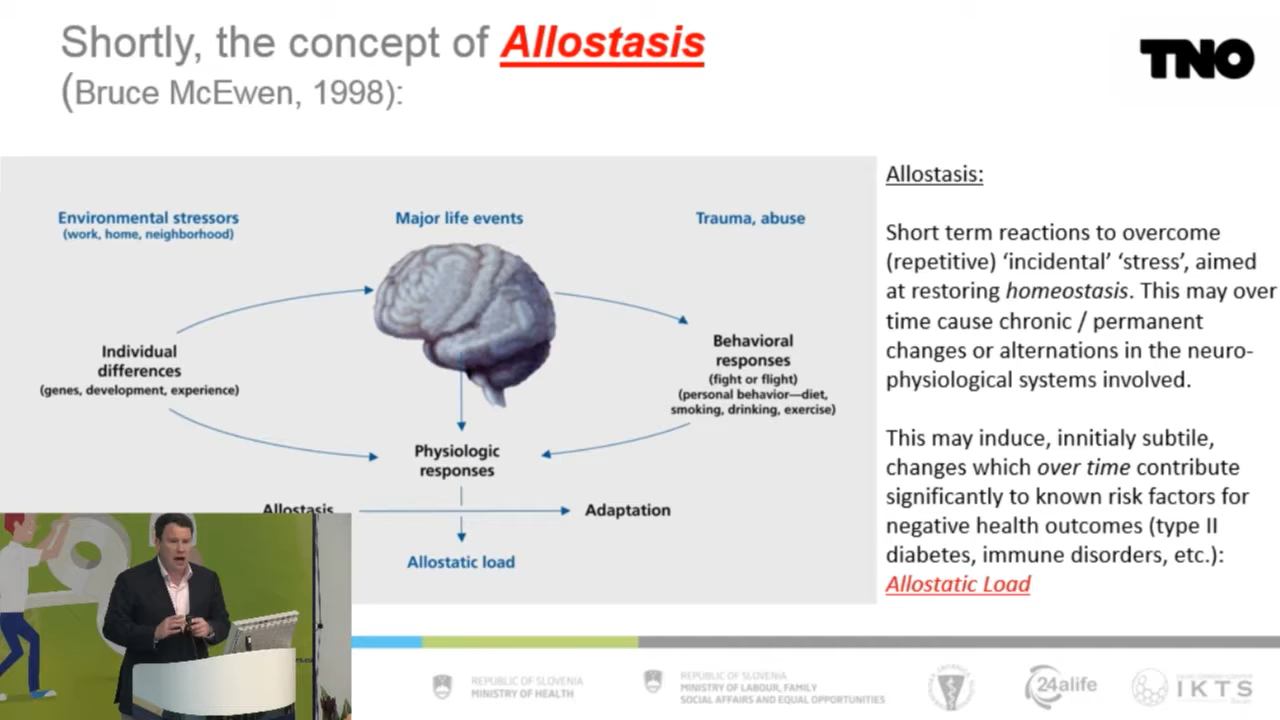 Shortly, the concept of Allostasis
(Bruce McEwen, 1998):
TNO
Environmental stressors
(work, home, neighborhood)
Major life events
Trauma, abuse
Individual
differences
(genes, development, experience)
Behavioral
responses
(fight or flight)
(personal behavior—diet,
smoking, drinking, exercise)
Physiologic
responses
Allostasis
Adaptation
Allostatic load
Allostasis:
Short term reactions to overcome
(repetitive) ‘incidental’ ‘stress’, aimed
at restoring homeostasis. This may over
time cause chronic / permanent
changes or alternations in the neuro-
physiological systems involved.
This may induce, innitialy subtile,
changes which over time contribute
significantly to known risk factors for
negative health outcomes (type II
diabetes, immune disorders, etc.):
Allostatic Load
REPUBLIC OF SLOVENIA
MINISTRY OF HEALTH
REPUBLIC OF SLOVENIA
MINISTRY OF LABOUR, FAMILY
SOCIAL AFFAIRS AND EQUAL OPPORTUNITIES
24alife
IKTS